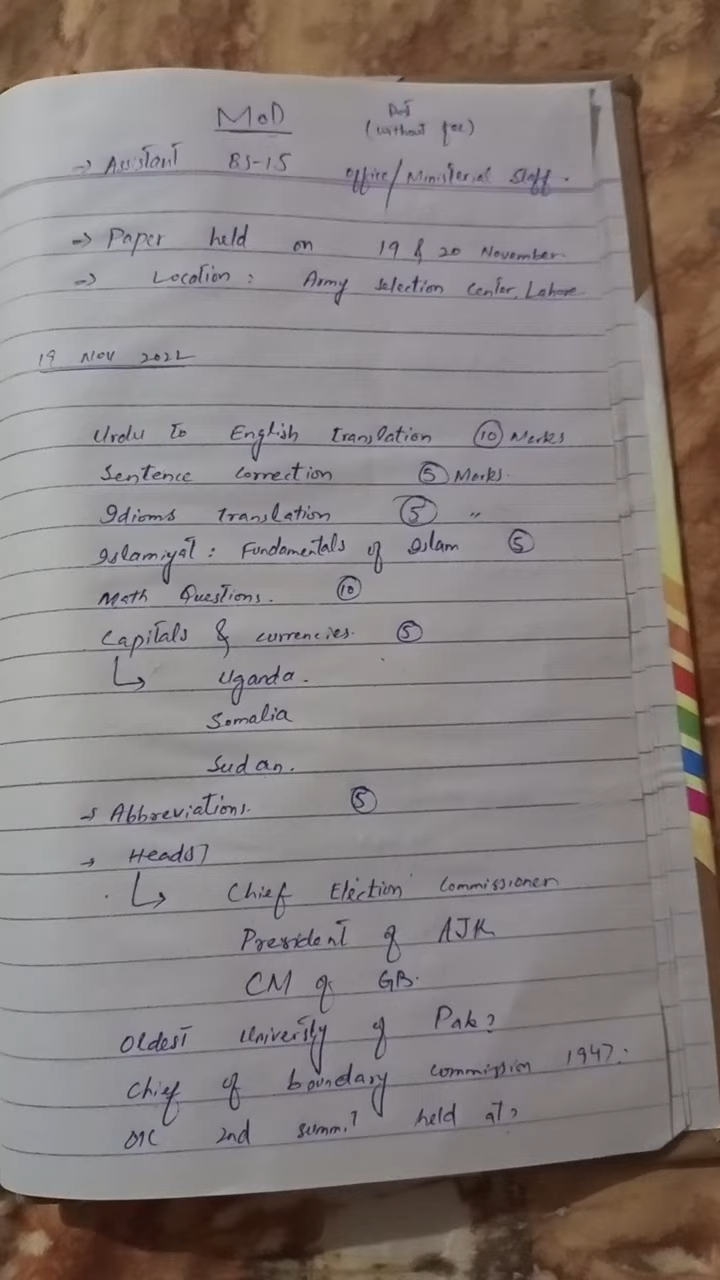 MoD
(without fee)
→ Assistant BS-15 office/Ministerial Staff.
→ Paper held on 19 & 20 November.
→ Location: Army Selection Center, Lahore
19 Nov 2022
Urdu to English translation (10) Marks
Sentence correction (5) Marks.
Idioms translation (5) "
Islamiyat: Fundamentals of Islam (5)
Math Questions. (10)
Capitals & currencies. (5)
↳ Uganda.
Somalia
Sudan.
→ Abbreviations. (5)
→ Heads?
↳ Chief Election Commissioner
President of AJK
CM of GB.
Oldest university of Pak?
Chief of boundary commission 1947.
OIC 2nd summit held at?